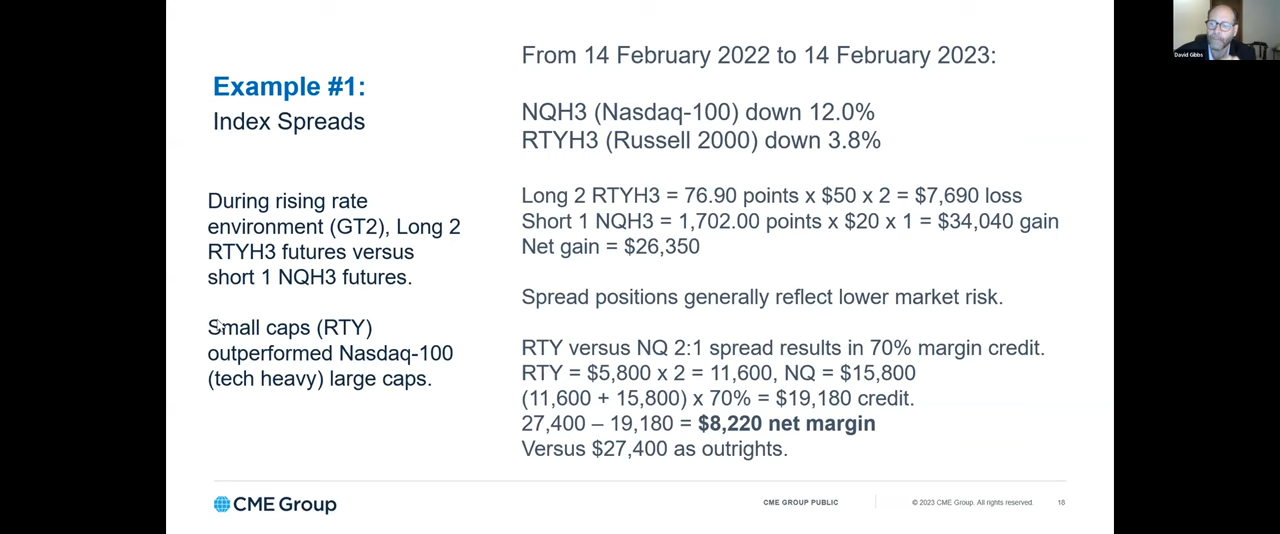 David Gibbs
Example #1:
Index Spreads
During rising rate
environment (GT2), Long 2
RTYH3 futures versus
short 1 NQH3 futures.
Small caps (RTY)
outperformed Nasdaq-100
(tech heavy) large caps.
From 14 February 2022 to 14 February 2023:
NQH3 (Nasdaq-100) down 12.0%
RTYH3 (Russell 2000) down 3.8%
Long 2 RTYH3 = 76.90 points x $50 x 2 = $7,690 loss
Short 1 NQH3 = 1,702.00 points x $20 x 1 = $34,040 gain
Net gain = $26,350
Spread positions generally reflect lower market risk.
RTY versus NQ 2:1 spread results in 70% margin credit.
RTY = $5,800 x 2 = 11,600, NQ = $15,800
(11,600 + 15,800) x 70% = $19,180 credit.
27,400 – 19,180 = $8,220 net margin
Versus $27,400 as outrights.
CME Group
CME GROUP PUBLIC
© 2023 CME Group. All rights reserved.
16